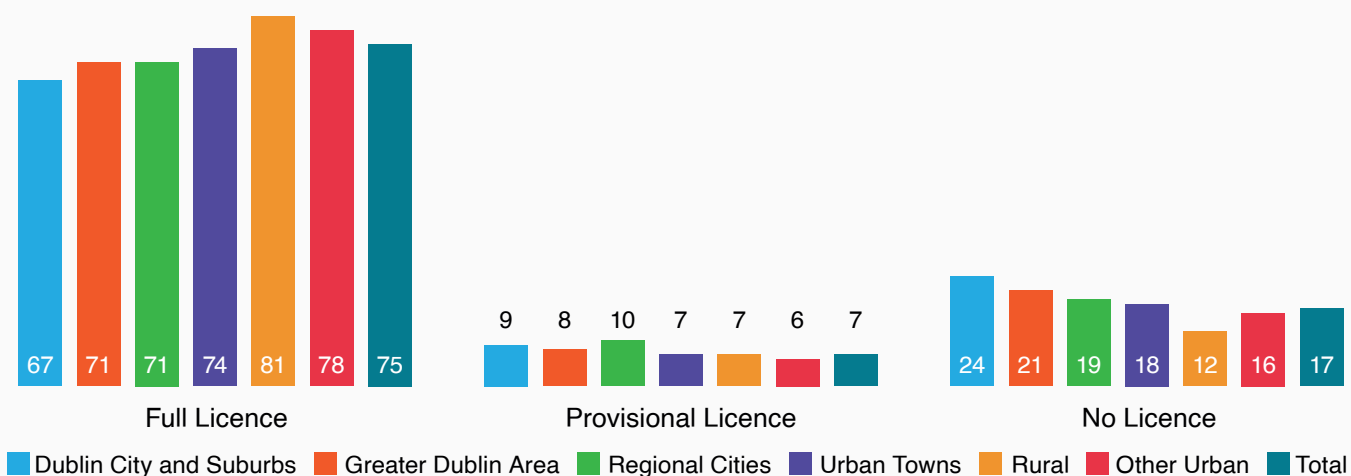 9 8 10 7 7 6 7
67 71 71 74 81 78 75
24 21 19 18 12 16 17
Full Licence
Provisional Licence
No Licence
Dublin City and Suburbs Greater Dublin Area Regional Cities Urban Towns Rural Other Urban Total